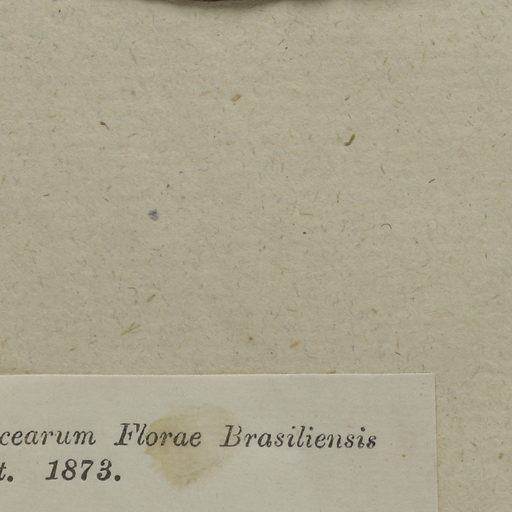 cearum Florae Brasiliensis
t. 1873.